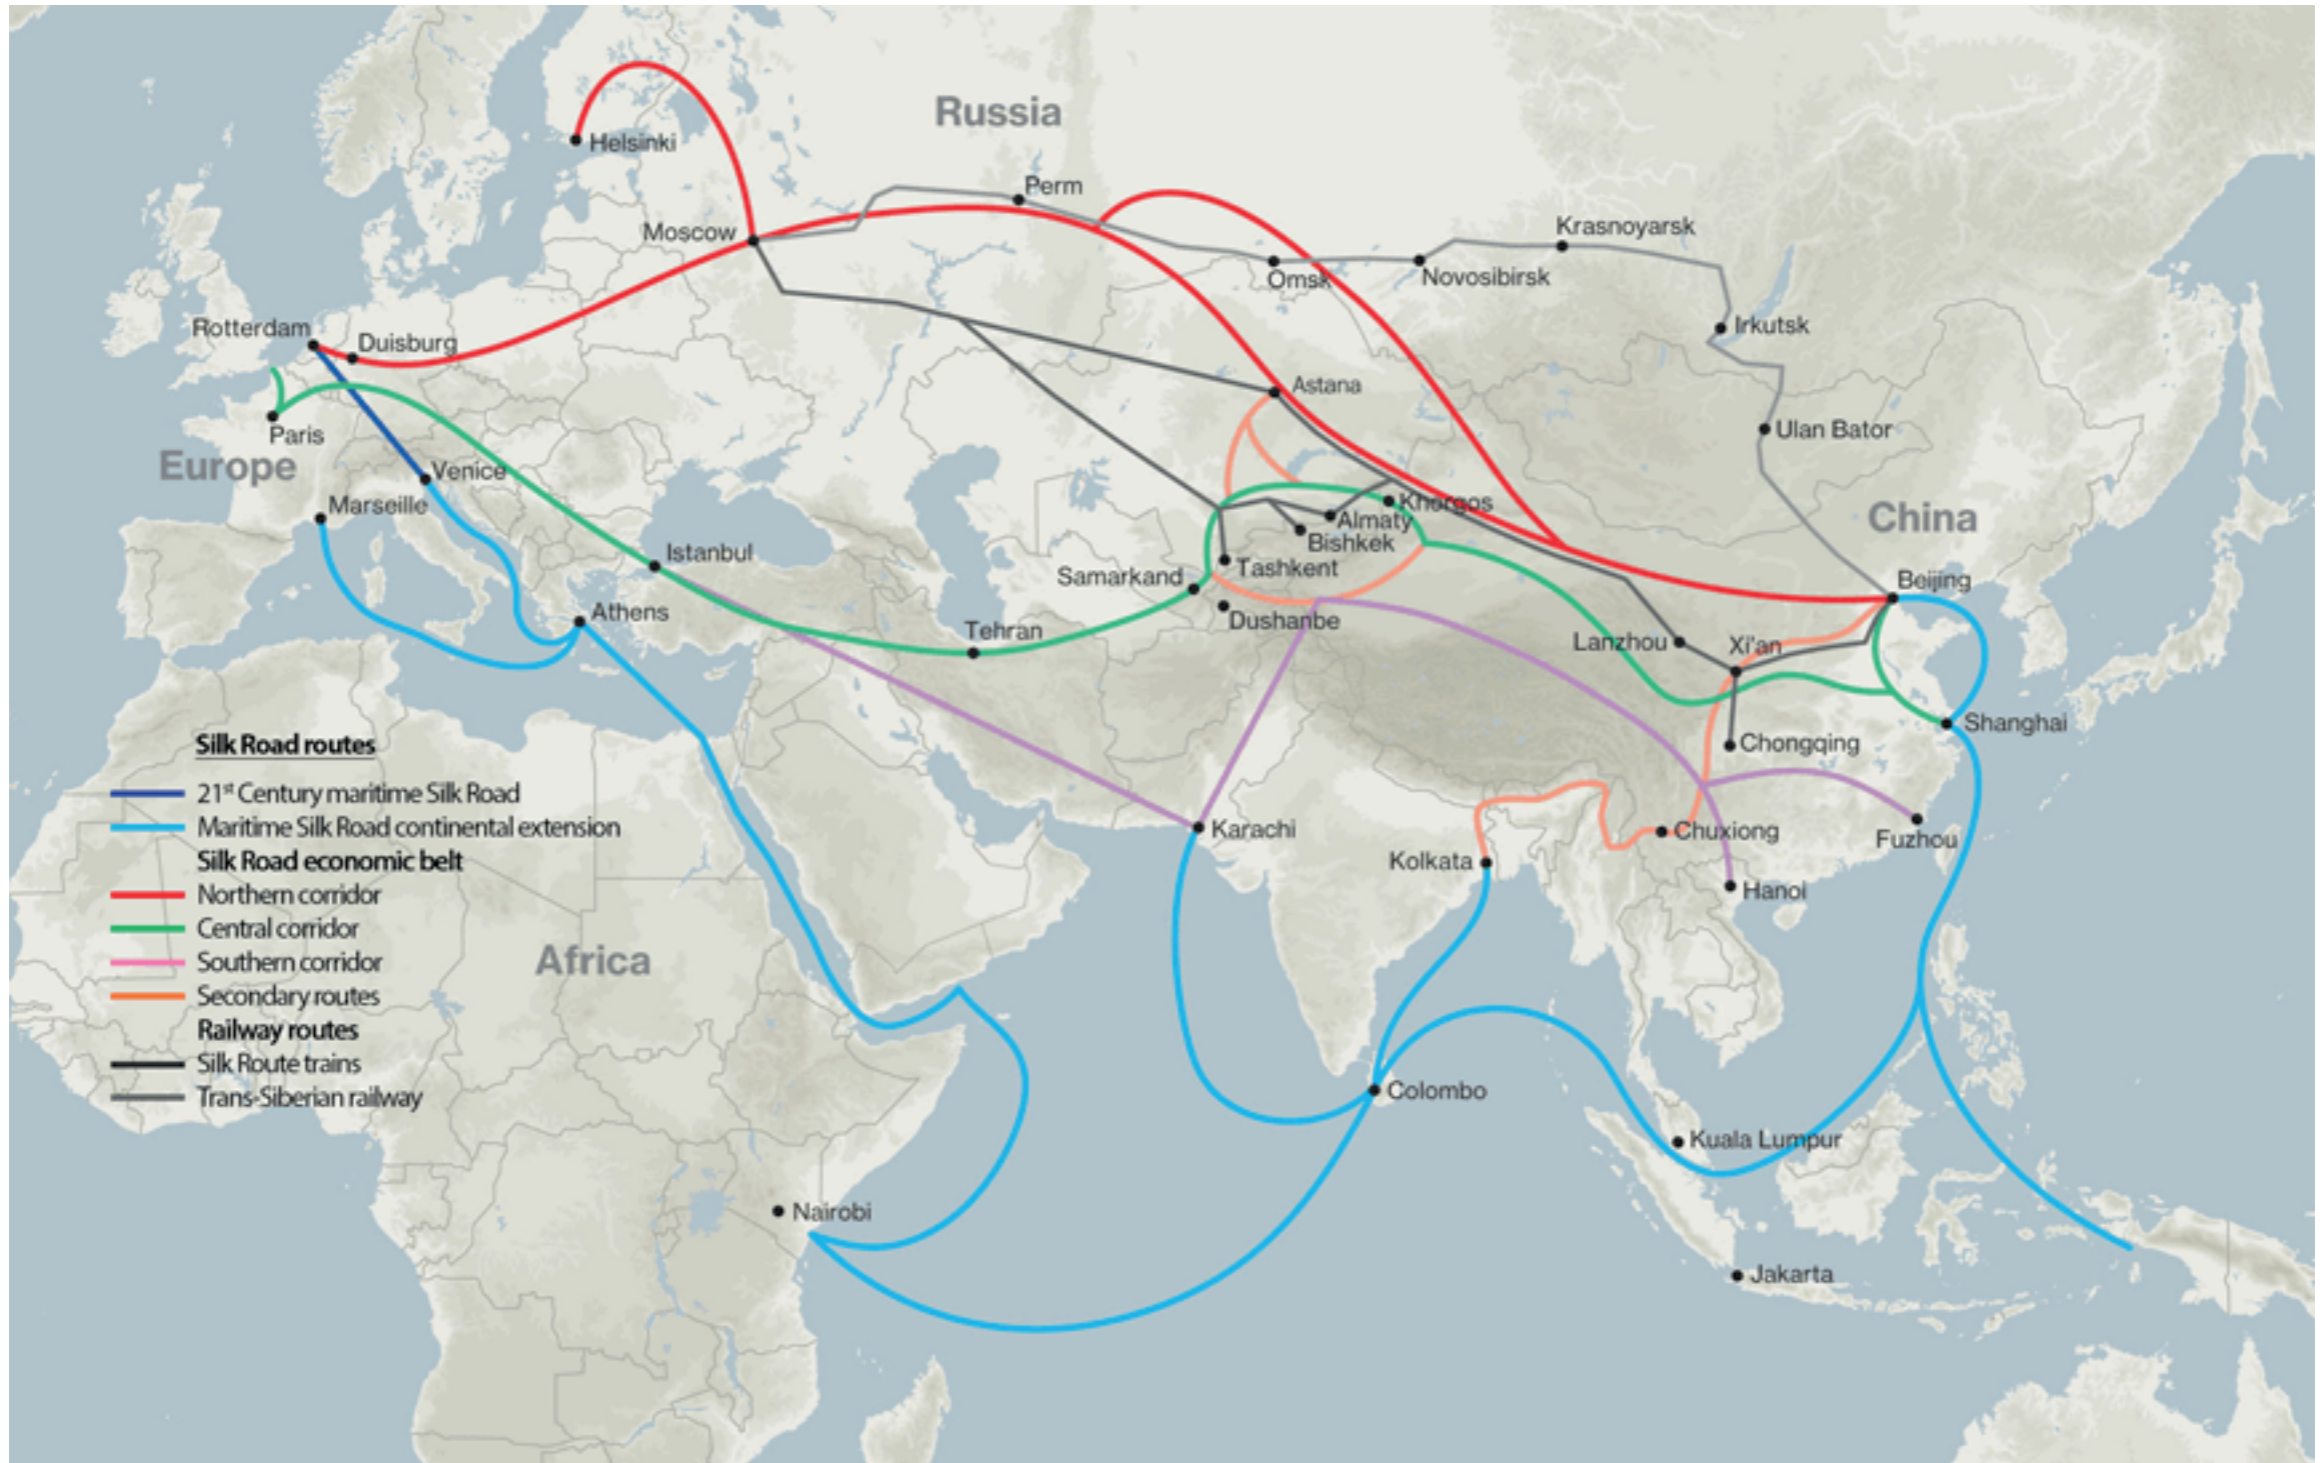 Russia
Helsinki
Perm
Moscow
Krasnoyarsk
Omsk
Novosibirsk
Rotterdam
Duisburg
Irkutsk
Astana
Paris
Ulan Bator
Europe
Venice
Marseille
Khorgos
Almaty
China
Bishkek
Istanbul
Tashkent
Samarkand
Beijing
Athens
Dushanbe
Tehran
Lanzhou
Xi'an
Shanghai
Chongqing
Karachi
Chuxiong
Fuzhou
Kolkata
Hanoi
Africa
Colombo
Kuala Lumpur
Nairobi
Jakarta
Silk Road routes
21st Century maritime Silk Road
Maritime Silk Road continental extension
Silk Road economic belt
Northern corridor
Central corridor
Southern corridor
Secondary routes
Railway routes
Silk Route trains
Trans-Siberian railway